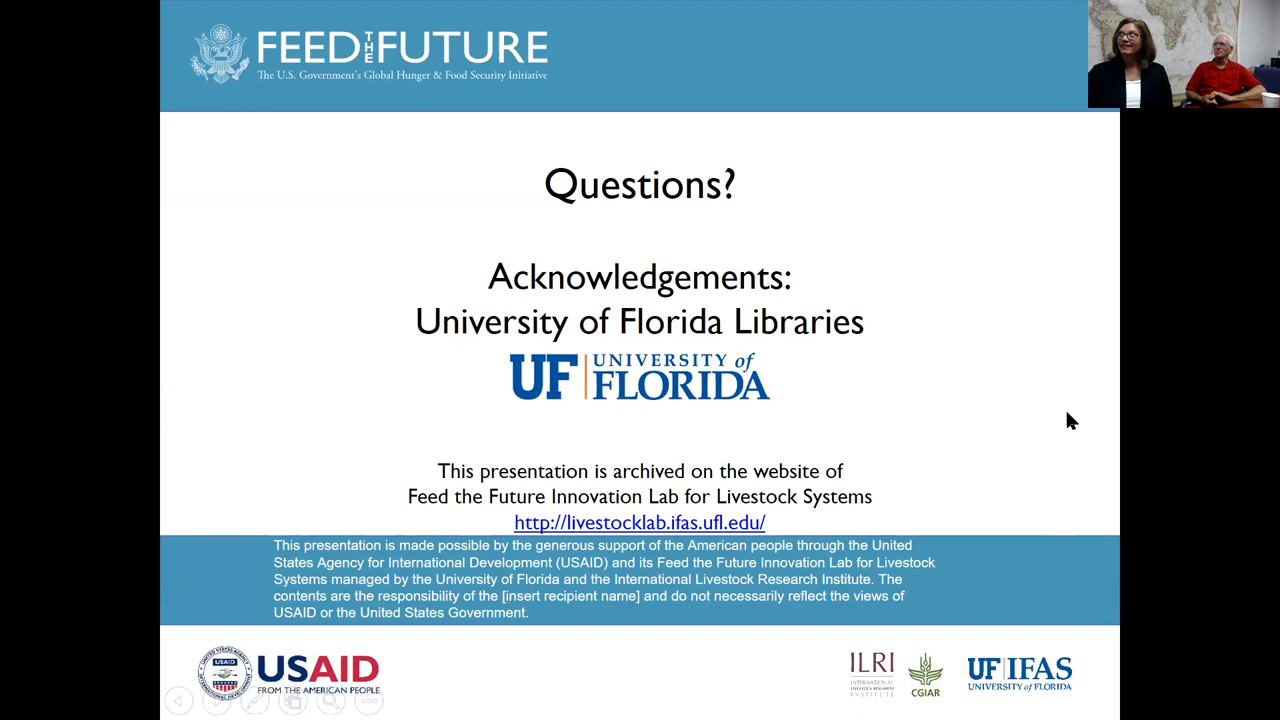 FEED THE FUTURE
The U.S. Government's Global Hunger & Food Security Initiative
Questions?
Acknowledgements:
University of Florida Libraries
UF UNIVERSITY of FLORIDA
This presentation is archived on the website of
Feed the Future Innovation Lab for Livestock Systems
http://livestocklab.ifas.ufl.edu/
This presentation is made possible by the generous support of the American people through the United
States Agency for International Development (USAID) and its Feed the Future Innovation Lab for Livestock
Systems managed by the University of Florida and the International Livestock Research Institute. The
contents are the responsibility of the [insert recipient name] and do not necessarily reflect the views of
USAID or the United States Government.
USAID
USAID
FROM THE AMERICAN PEOPLE
ILRI
INTERNATIONAL
LIVESTOCK RESEARCH
INSTITUTE
CGIAR
UF IFAS
UNIVERSITY of FLORIDA